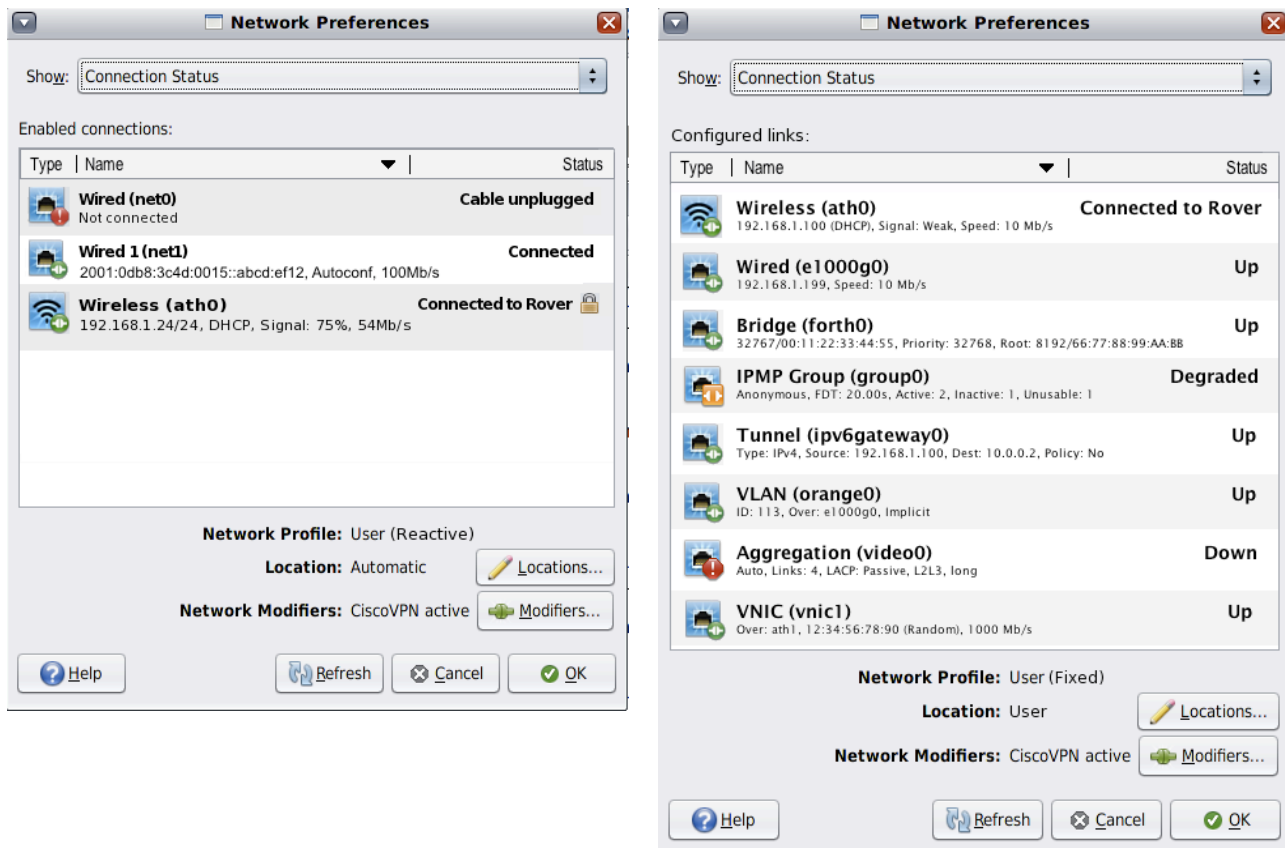 Network Preferences
Show: Connection Status
Enabled connections:
Type Name Status
Wired (net0) Cable unplugged
Not connected
Wired 1 (net1) Connected
2001:0db8:3c4d:0015::abcd:ef12, Autoconf, 100Mb/s
Wireless (ath0) Connected to Rover
192.168.1.24/24, DHCP, Signal: 75%, 54Mb/s
Network Profile: User (Reactive)
Location: Automatic Locations...
Network Modifiers: CiscoVPN active Modifiers...
Help Refresh Cancel OK
Network Preferences
Show: Connection Status
Configured links:
Type Name Status
Wireless (ath0) Connected to Rover
192.168.1.100 (DHCP), Signal: Weak, Speed: 10 Mb/s
Wired (e1000g0) Up
192.168.1.199, Speed: 10 Mb/s
Bridge (forth0) Up
32767/00:11:22:33:44:55, Priority: 32768, Root: 8192/66:77:88:99:AA:BB
IPMP Group (group0) Degraded
Anonymous, FDT: 20.00s, Active: 2, Inactive: 1, Unusable: 1
Tunnel (ipv6gateway0) Up
Type: IPv4, Source: 192.168.1.100, Dest: 10.0.0.2, Policy: No
VLAN (orange0) Up
ID: 113, Over: e1000g0, Implicit
Aggregation (video0) Down
Auto, Links: 4, LACP: Passive, L2L3, long
VNIC (vnic1) Up
Over: ath1, 12:34:56:78:90 (Random), 1000 Mb/s
Network Profile: User (Fixed)
Location: User Locations...
Network Modifiers: CiscoVPN active Modifiers...
Help Refresh Cancel OK